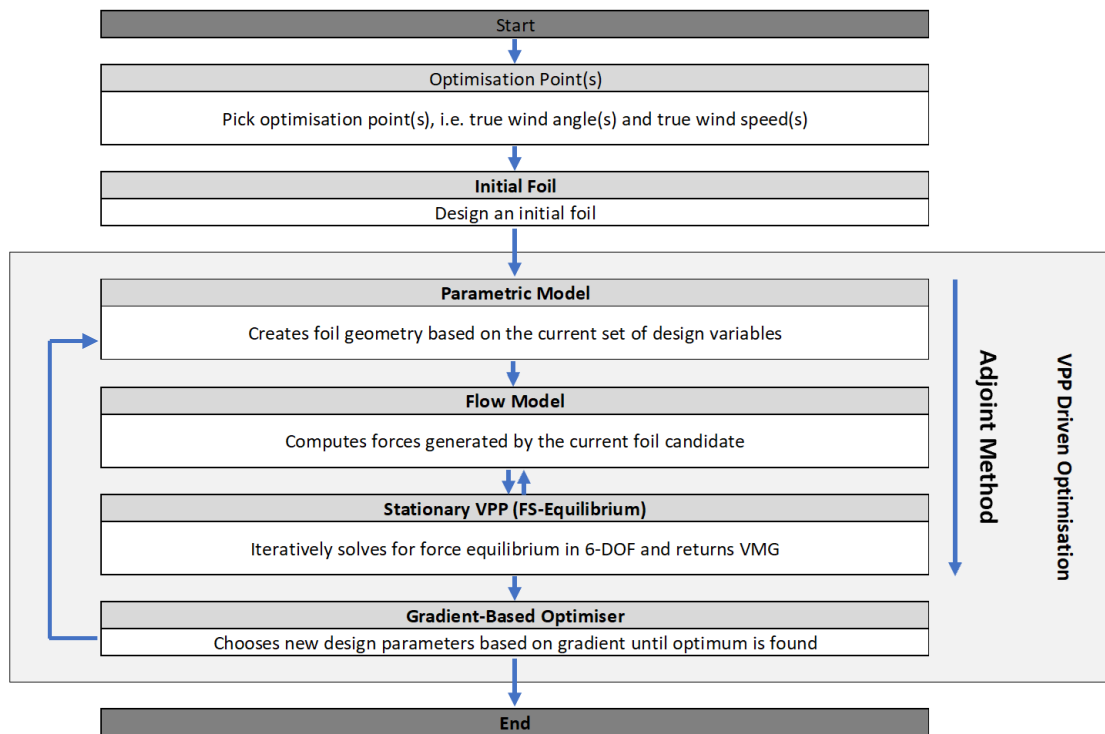 Start
Optimisation Point(s)
Pick optimisation point(s), i.e. true wind angle(s) and true wind speed(s)
Initial Foil
Design an initial foil
Parametric Model
Creates foil geometry based on the current set of design variables
Flow Model
Computes forces generated by the current foil candidate
Stationary VPP (FS-Equilibrium)
Iteratively solves for force equilibrium in 6-DOF and returns VMG
Gradient-Based Optimiser
Chooses new design parameters based on gradient until optimum is found
Adjoint Method
VPP Driven Optimisation
End